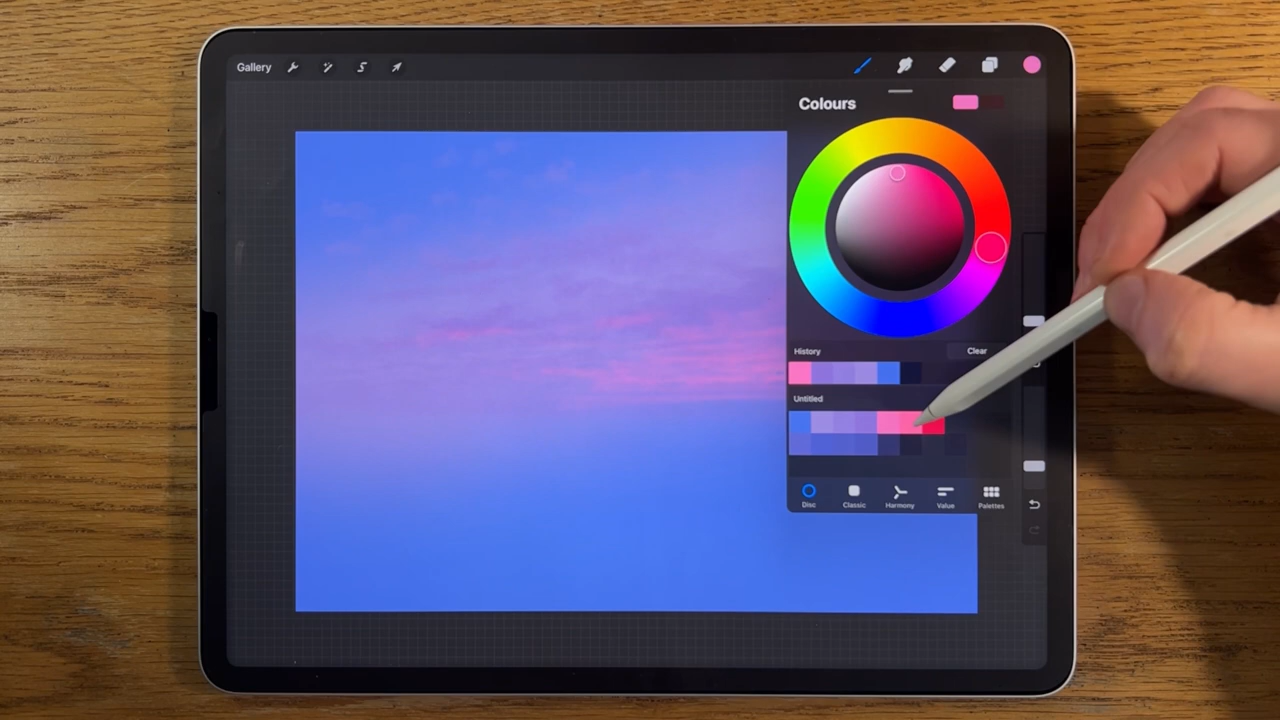 Gallery
Colours
History
Clear
Untitled
Disc
Classic
Harmony
Value
Palettes